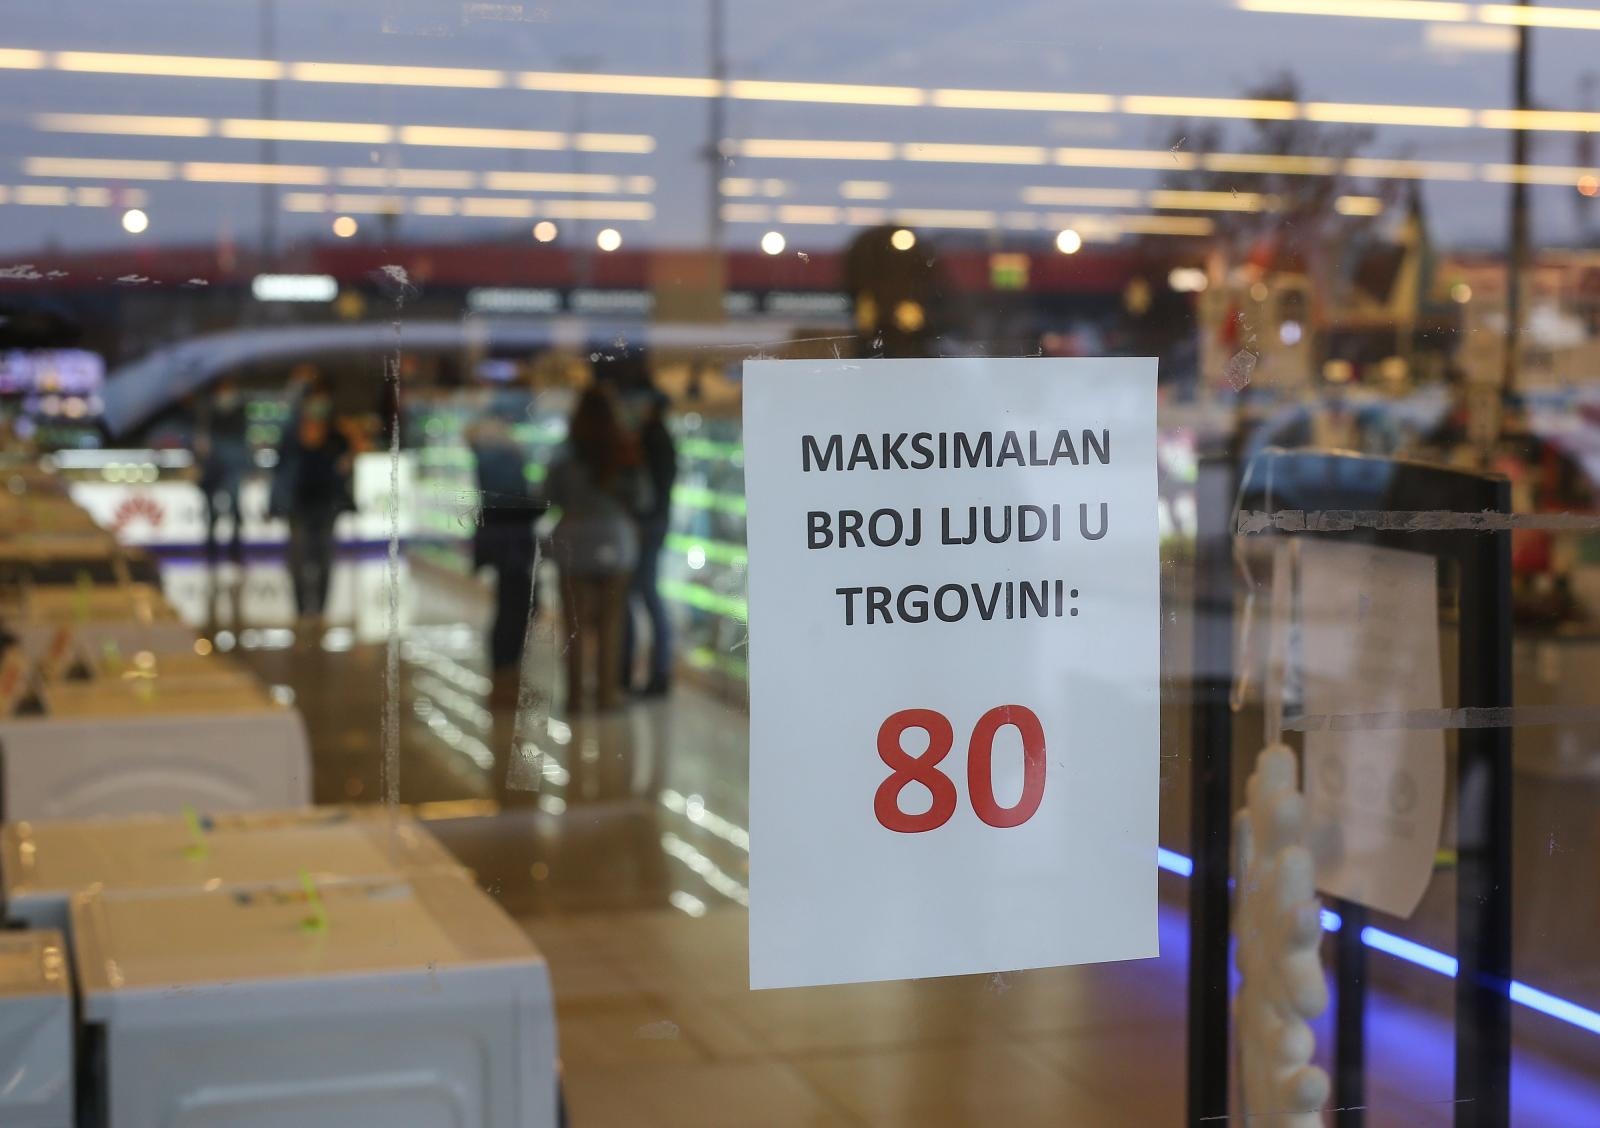 MAKSIMALAN
BROJ LJUDI U
TRGOVINI:
80